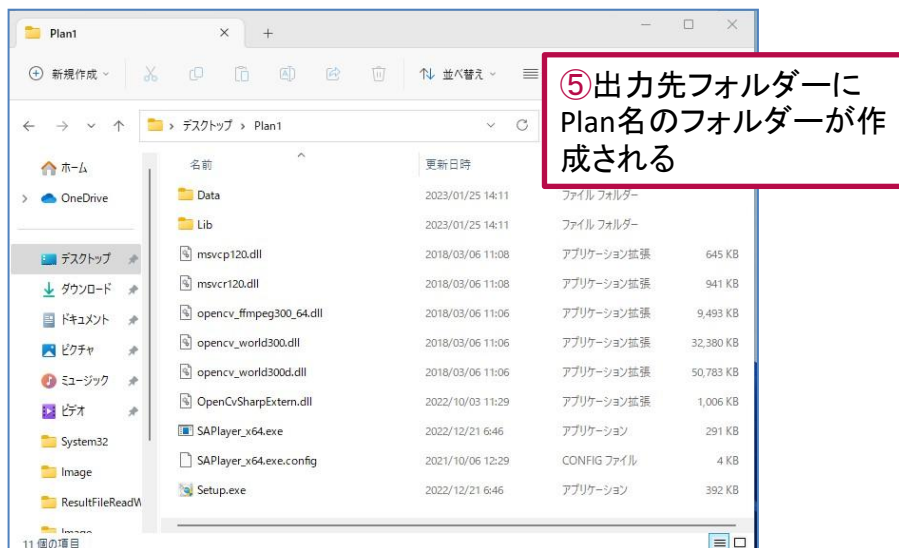 Plan1
新規作成
並べ替え
⑤出力先フォルダーに
Plan名のフォルダーが作
成される
デスクトップ > Plan1
ホーム
OneDrive
デスクトップ
ダウンロード
ドキュメント
ピクチャ
ミュージック
ビデオ
System32
Image
ResultFileReadW
名前 更新日時
Data 2023/01/25 14:11 ファイル フォルダー
Lib 2023/01/25 14:11 ファイル フォルダー
msvcp120.dll 2018/03/06 11:08 アプリケーション拡張 645 KB
msvcr120.dll 2018/03/06 11:08 アプリケーション拡張 941 KB
opencv_ffmpeg300_64.dll 2018/03/06 11:06 アプリケーション拡張 9,493 KB
opencv_world300.dll 2018/03/06 11:06 アプリケーション拡張 32,380 KB
opencv_world300d.dll 2018/03/06 11:06 アプリケーション拡張 50,783 KB
OpenCvSharpExtern.dll 2022/10/03 11:29 アプリケーション拡張 1,006 KB
SAPlayer_x64.exe 2022/12/21 6:46 アプリケーション 291 KB
SAPlayer_x64.exe.config 2021/10/06 12:29 CONFIG ファイル 4 KB
Setup.exe 2022/12/21 6:46 アプリケーション 392 KB
11 個の項目